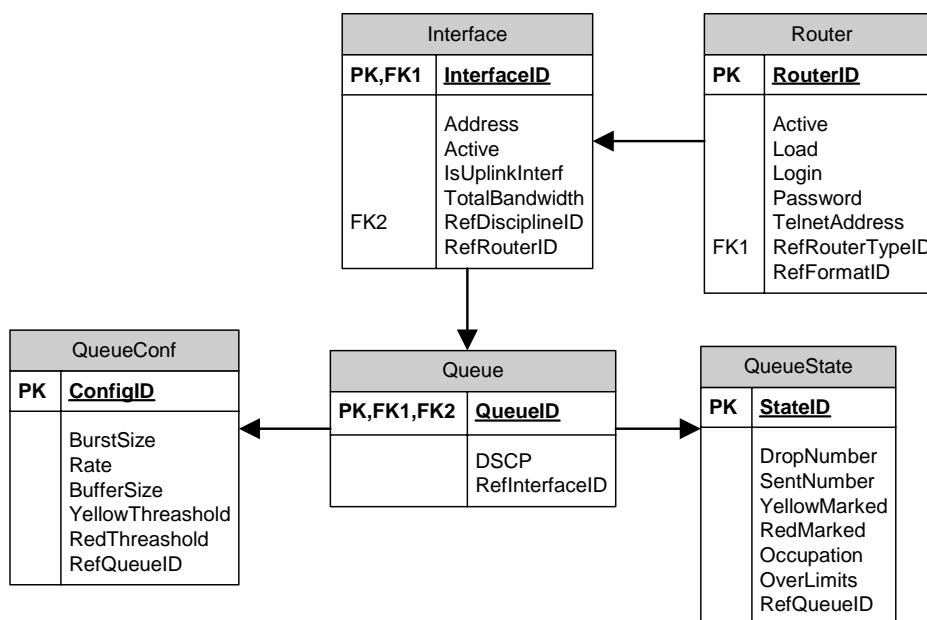 Interface
PK,FK1 InterfaceID
Address
Active
IsUplinkInterf
TotalBandwidth
FK2 RefDisciplineID
RefRouterID
Router
PK RouterID
Active
Load
Login
Password
TelnetAddress
FK1 RefRouterTypeID
RefFormatID
QueueConf
PK ConfigID
BurstSize
Rate
BufferSize
YellowThreashold
RedThreashold
RefQueueID
Queue
PK,FK1,FK2 QueueID
DSCP
RefInterfaceID
QueueState
PK StateID
DropNumber
SentNumber
YellowMarked
RedMarked
Occupation
OverLimits
RefQueueID